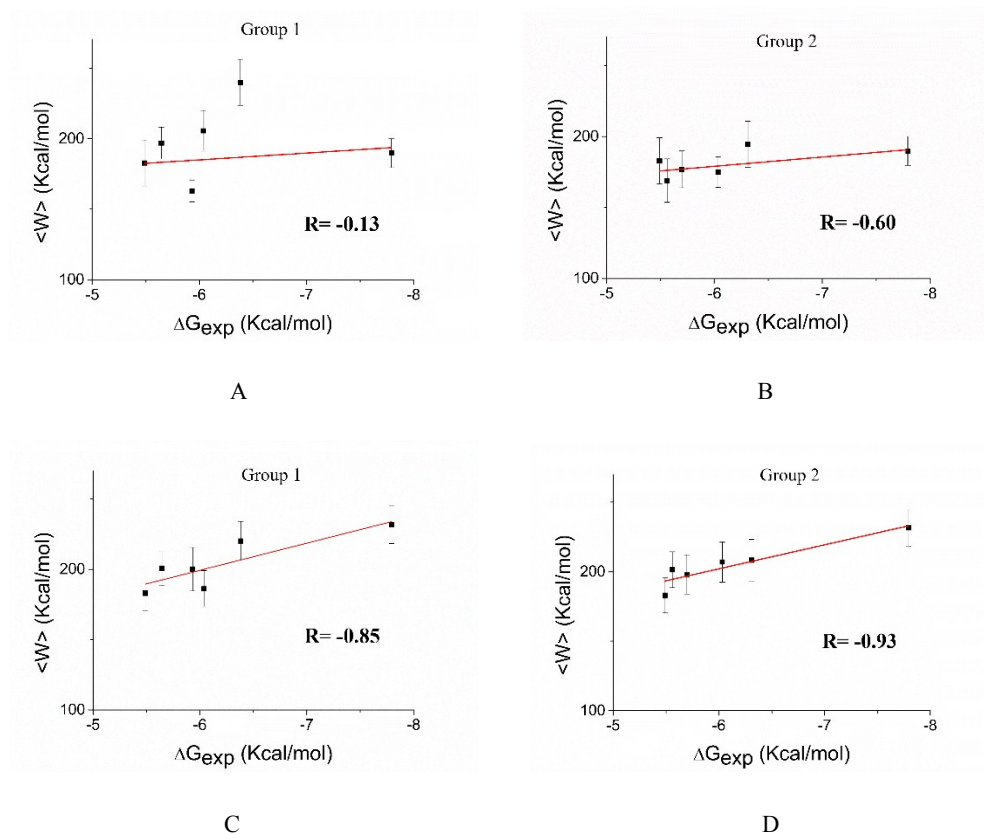 Group 1
<W> (Kcal/mol)
200
100
R= -0.13
-5
-6
-7
-8
ΔGexp (Kcal/mol)
A
Group 2
<W> (Kcal/mol)
200
100
R= -0.60
-5
-6
-7
-8
ΔGexp (Kcal/mol)
B
Group 1
<W> (Kcal/mol)
200
100
R= -0.85
-5
-6
-7
-8
ΔGexp (Kcal/mol)
C
Group 2
<W> (Kcal/mol)
200
100
R= -0.93
-5
-6
-7
-8
ΔGexp (Kcal/mol)
D